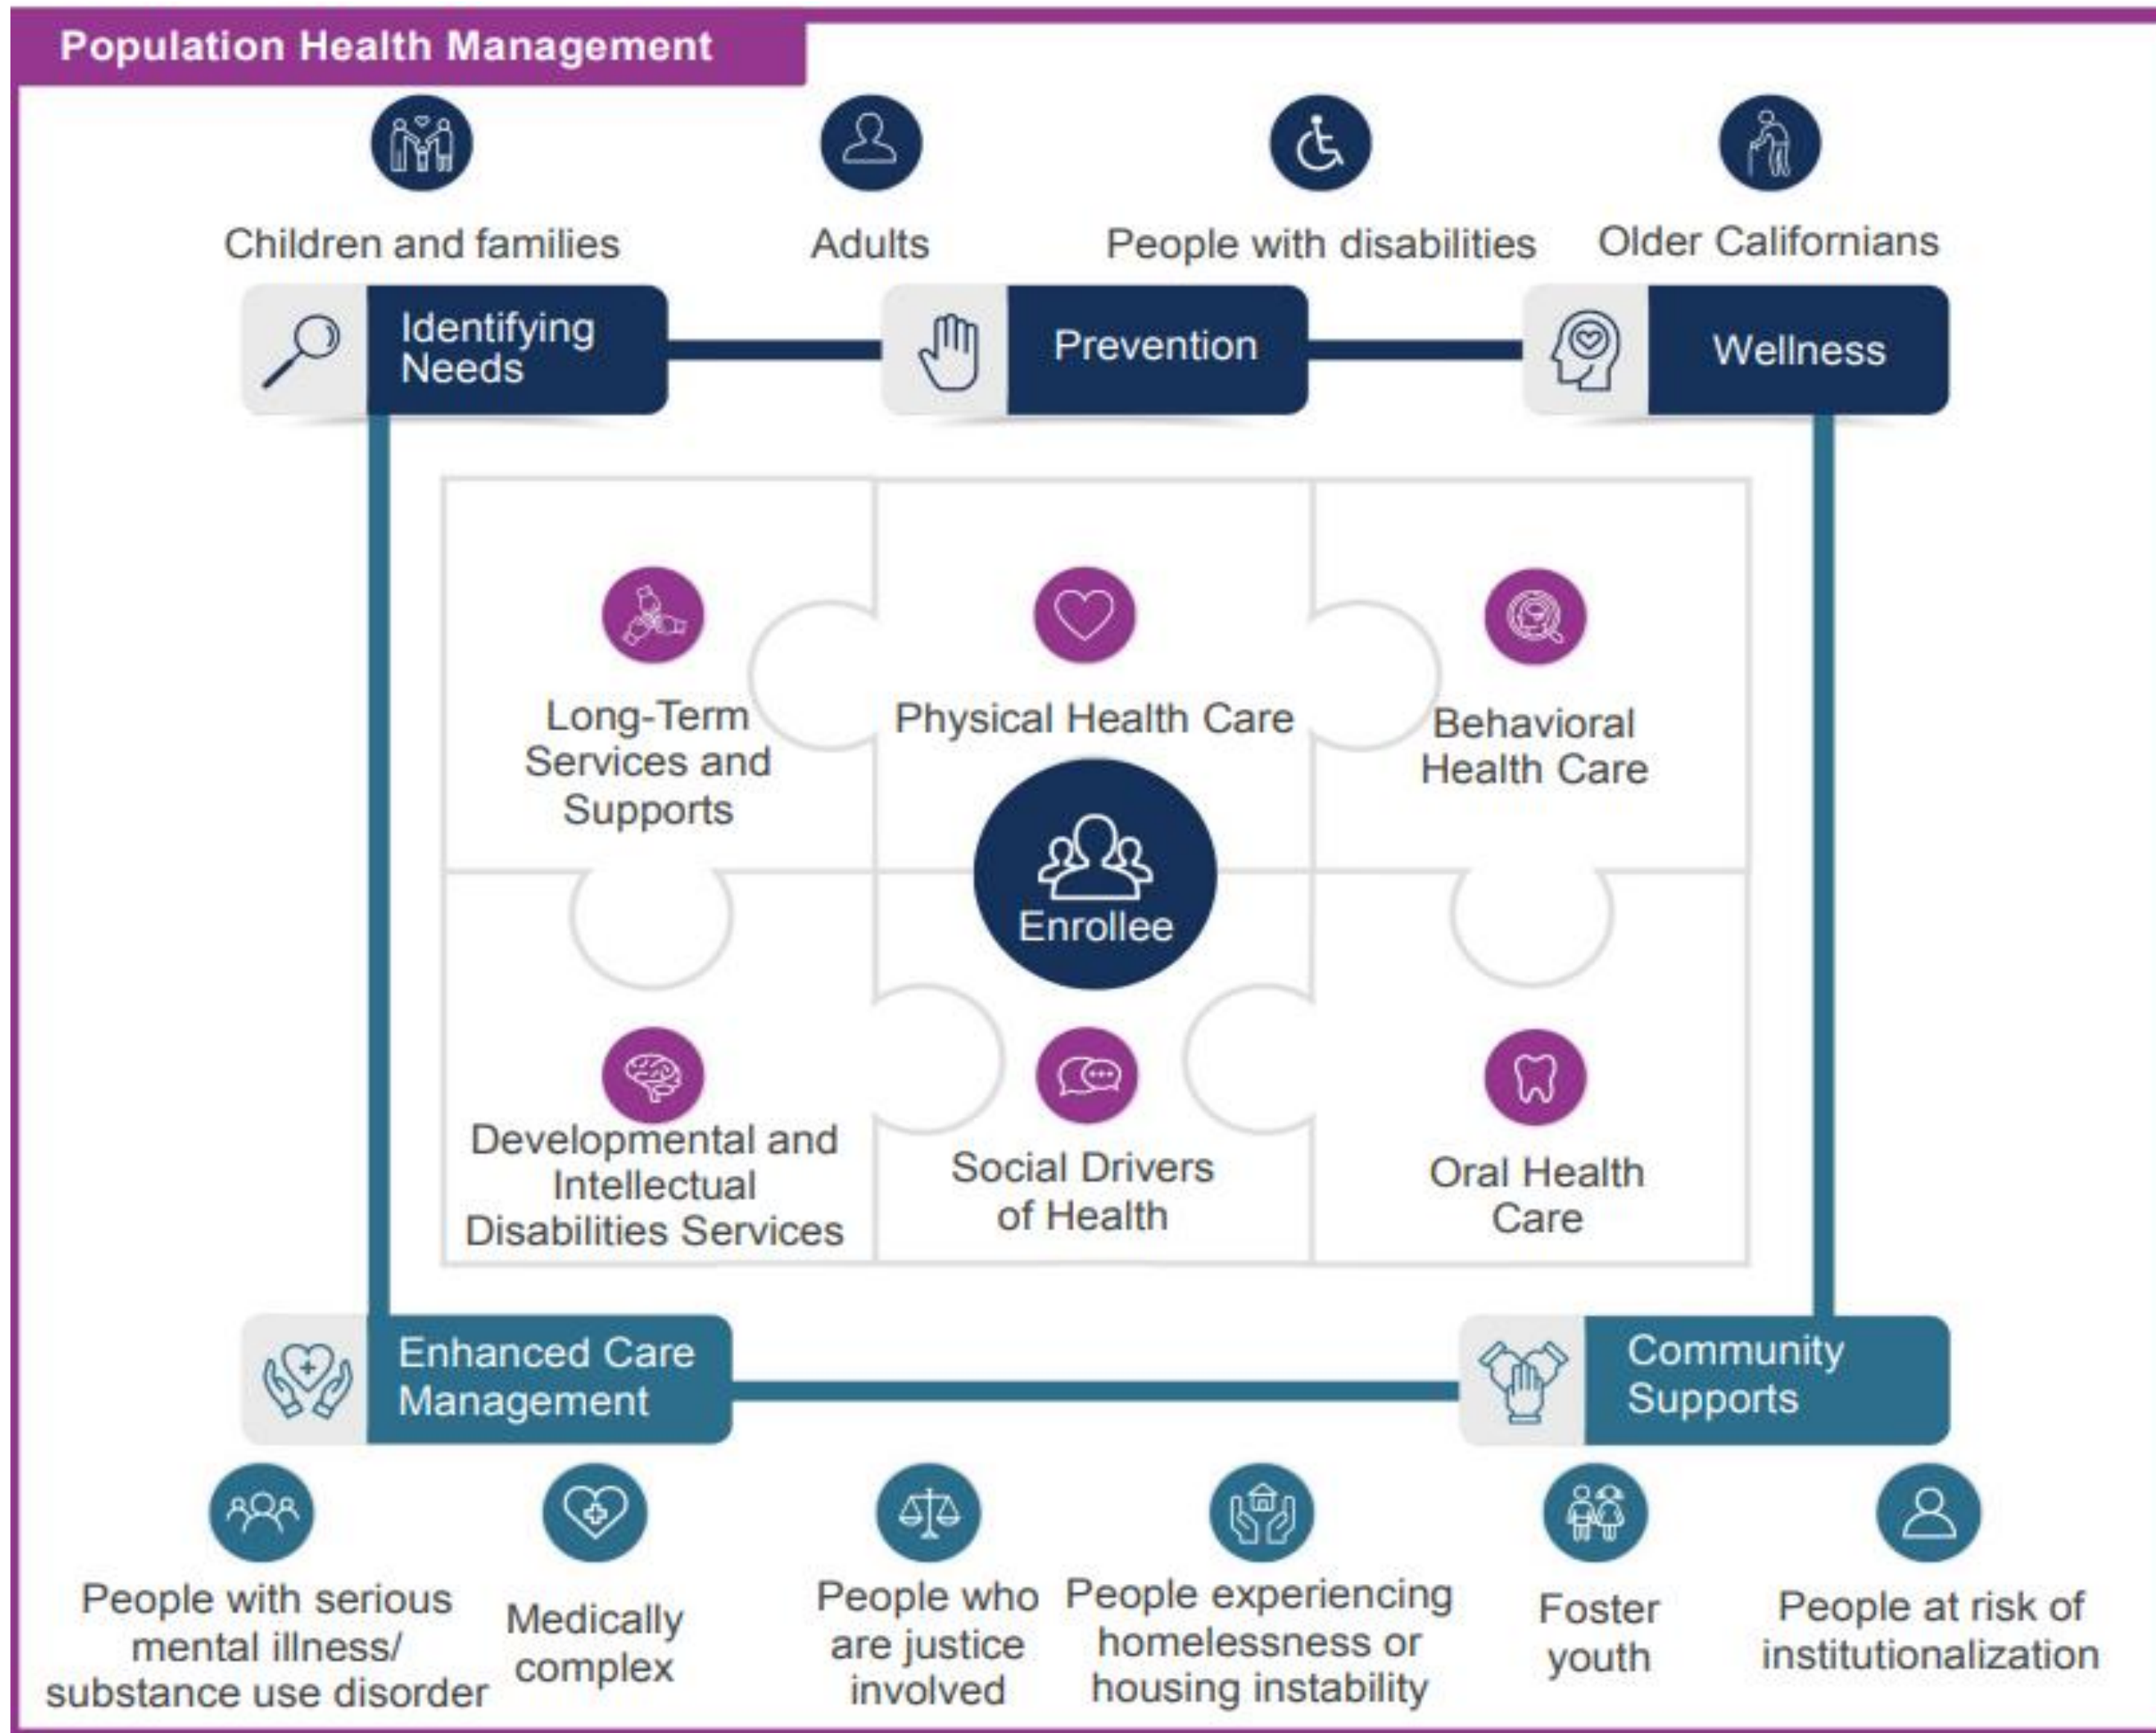 Population Health Management
Children and families
Adults
People with disabilities
Older Californians
Identifying
Needs
Prevention
Wellness
Long-Term
Services and
Supports
Physical Health Care
Behavioral
Health Care
Enrollee
Developmental and
Intellectual
Disabilities Services
Social Drivers
of Health
Oral Health
Care
Enhanced Care
Management
Community
Supports
People with serious
mental illness/
substance use disorder
Medically
complex
People who
are justice
involved
People experiencing
homelessness or
housing instability
Foster
youth
People at risk of
institutionalization